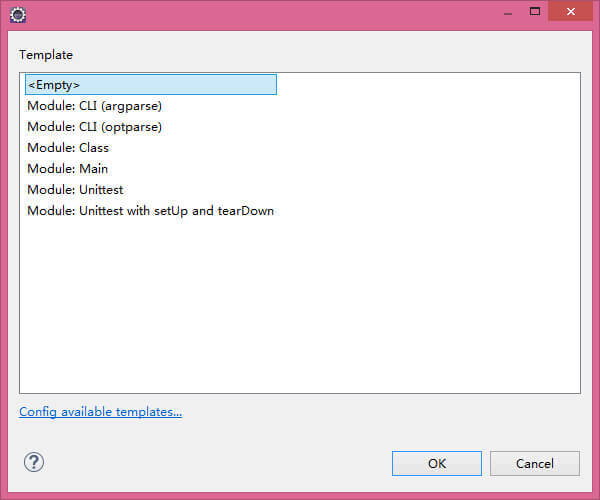 Template
<Empty>
Module: CLI (argparse)
Module: CLI (optparse)
Module: Class
Module: Main
Module: Unittest
Module: Unittest with setUp and tearDown
Config available templates...
?
OK
Cancel